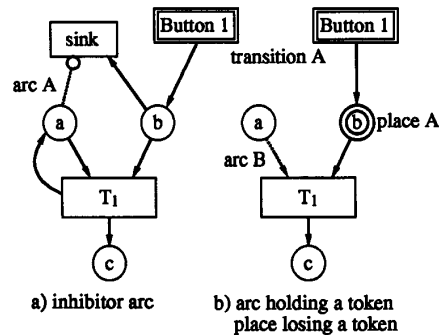 sink
Button 1
arc A
a
b
T1
c
a) inhibitor arc
Button 1
transition A
a
b
place A
arc B
T1
c
b) arc holding a token
place losing a token